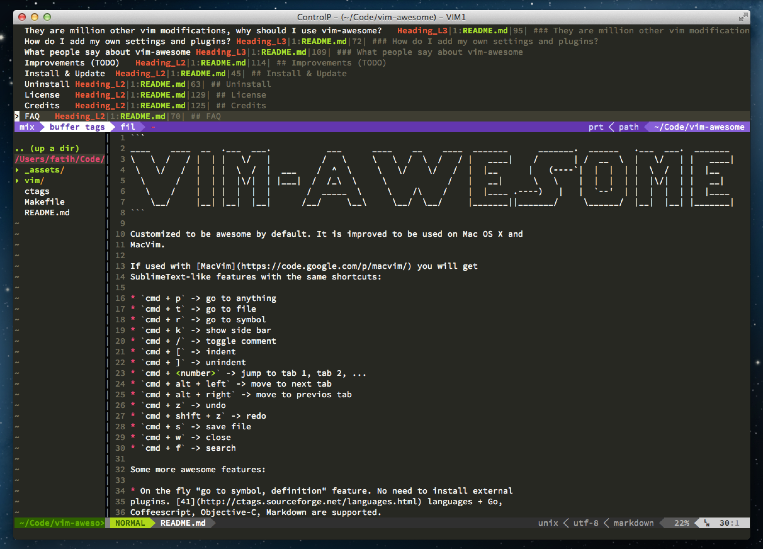 ControlP – (~/Code/vim-awesome) – VIM1
They are million other vim modifications, why should I use vim-awesome?   Heading_L3|1:README.md|95| ### They are million other vim modification
How do I add my own settings and plugins? Heading_L3|1:README.md|72| ### How do I add my own settings and plugins?
What people say about vim-awesome Heading_L3|1:README.md|109| ### What people say about vim-awesome
Improvements (TODO)   Heading_L2|1:README.md|114| ## Improvements (TODO)
Install & Update  Heading_L2|1:README.md|45| ## Install & Update
Uninstall Heading_L2|1:README.md|63| ## Uninstall
License   Heading_L2|1:README.md|129| ## License
Credits   Heading_L2|1:README.md|125| ## Credits
> FAQ   Heading_L2|1:README.md|70| ## FAQ
mix buffer tags fil - prt < path ~/Code/vim-awesome
.. (up a dir)
/Users/fatih/Code/
▸ _assets/
▸ vim/
ctags
Makefile
README.md
1 ```
2
3
4
5
6
7
8 ```
9
10 Customized to be awesome by default. It is improved to be used on Mac OS X and
11 MacVim.
12
13 If used with [MacVim](https://code.google.com/p/macvim/) you will get
14 SublimeText-like features with the same shortcuts:
15
16 * `cmd + p` -> go to anything
17 * `cmd + t` -> go to file
18 * `cmd + r` -> go to symbol
19 * `cmd + k` -> show side bar
20 * `cmd + /` -> toggle comment
21 * `cmd + [` -> indent
22 * `cmd + ]` -> unindent
23 * `cmd + <number>` -> jump to tab 1, tab 2, ...
24 * `cmd + alt + left` -> move to next tab
25 * `cmd + alt + right` -> move to previos tab
26 * `cmd + z` -> undo
27 * `cmd + shift + z` -> redo
28 * `cmd + s` -> save file
29 * `cmd + w` -> close
30 * `cmd + f` -> search
31
32 Some more awesome features:
33
34 * On the fly "go to symbol, definition" feature. No need to install external
35 plugins. [41](http://ctags.sourceforge.net/languages.html) languages + Go,
36 Coffeescript, Objective-C, Markdown are supported.
~/Code/vim-aweso> NORMAL README.md unix < utf-8 < markdown 22% 30:1